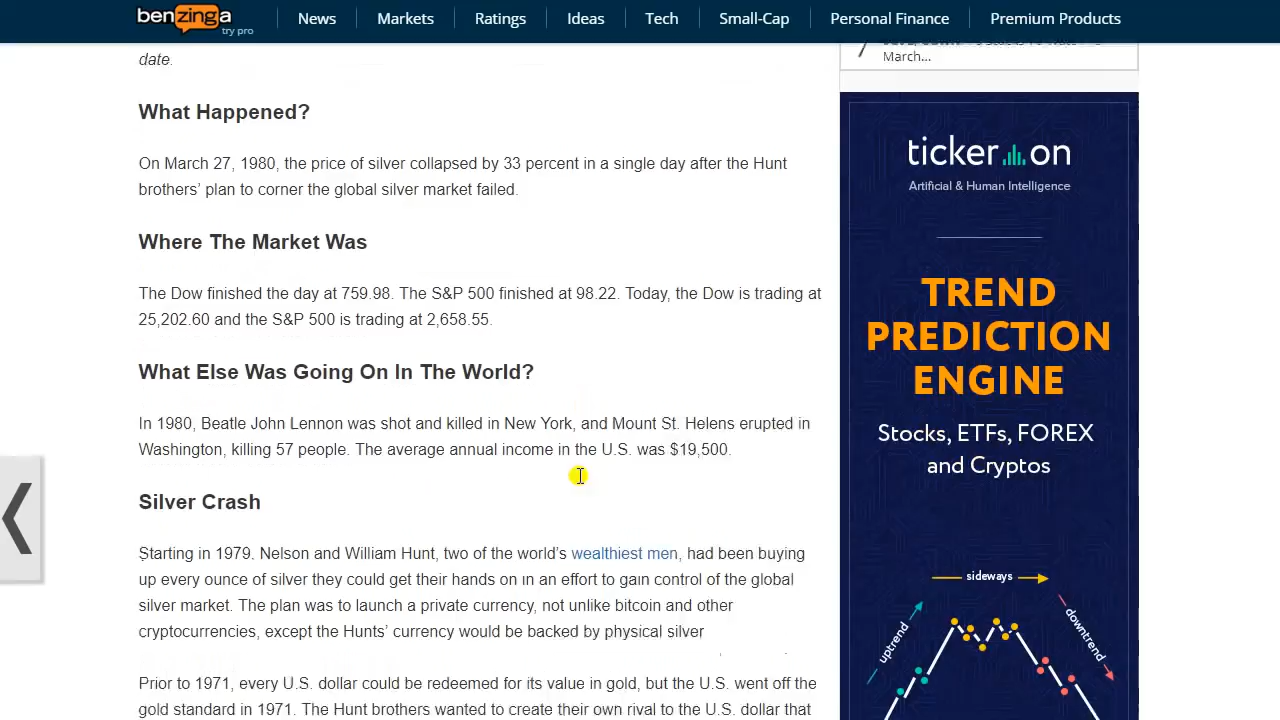 benzinga
try pro
News
Markets
Ratings
Ideas
Tech
Small-Cap
Personal Finance
Premium Products
date.
What Happened?
On March 27, 1980, the price of silver collapsed by 33 percent in a single day after the Hunt
brothers’ plan to corner the global silver market failed.
Where The Market Was
The Dow finished the day at 759.98. The S&P 500 finished at 98.22. Today, the Dow is trading at
25,202.60 and the S&P 500 is trading at 2,658.55.
What Else Was Going On In The World?
In 1980, Beatle John Lennon was shot and killed in New York, and Mount St. Helens erupted in
Washington, killing 57 people. The average annual income in the U.S. was $19,500.
Silver Crash
Starting in 1979, Nelson and William Hunt, two of the world’s wealthiest men, had been buying
up every ounce of silver they could get their hands on in an effort to gain control of the global
silver market. The plan was to launch a private currency, not unlike bitcoin and other
cryptocurrencies, except the Hunts’ currency would be backed by physical silver
Prior to 1971, every U.S. dollar could be redeemed for its value in gold, but the U.S. went off the
gold standard in 1971. The Hunt brothers wanted to create their own rival to the U.S. dollar that
7
March...
tickeron
Artificial & Human Intelligence
TREND
PREDICTION
ENGINE
Stocks, ETFs, FOREX
and Cryptos
sideways
uptrend
downtrend